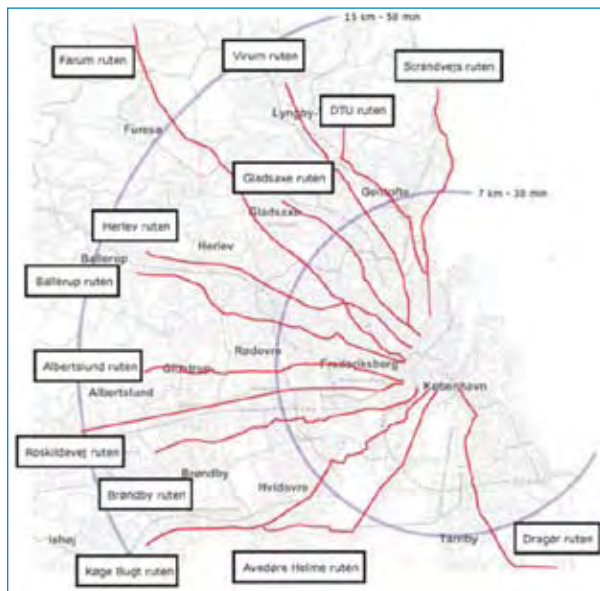 15 km - 50 min
Farum ruten
Virum ruten
Strandvejs ruten
Lyngby-
DTU ruten
Furesø
Gladsaxe ruten
Gentofte
7 km - 30 min
Gladsaxe
Herlev ruten
Herlev
Ballerup
Ballerup ruten
Rødovre
Albertslund ruten
Glostrup
Frederiksberg
København
Albertslund
Roskildevej ruten
Brøndby
Brøndby ruten
Hvidovre
Ishøj
Tårnby
Dragør ruten
Køge Bugt ruten
Avedøre Holme ruten